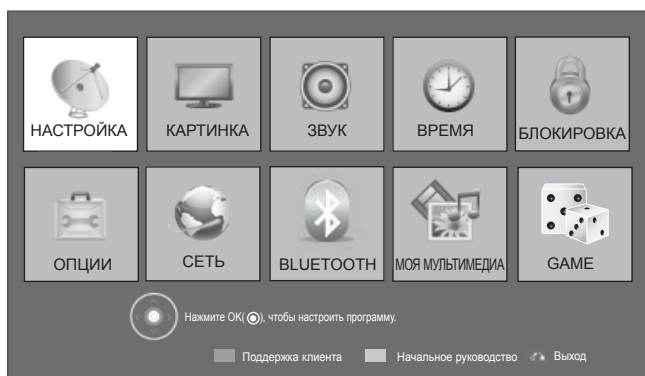 НАСТРОЙКА
КАРТИНКА
ЗВУК
ВРЕМЯ
БЛОКИРОВКА
ОПЦИИ
СЕТЬ
BLUETOOTH
МОЯ МУЛЬТИМЕДИА
GAME
Нажмите OK(◉), чтобы настроить программу.
Поддержка клиента
Начальное руководство
Выход